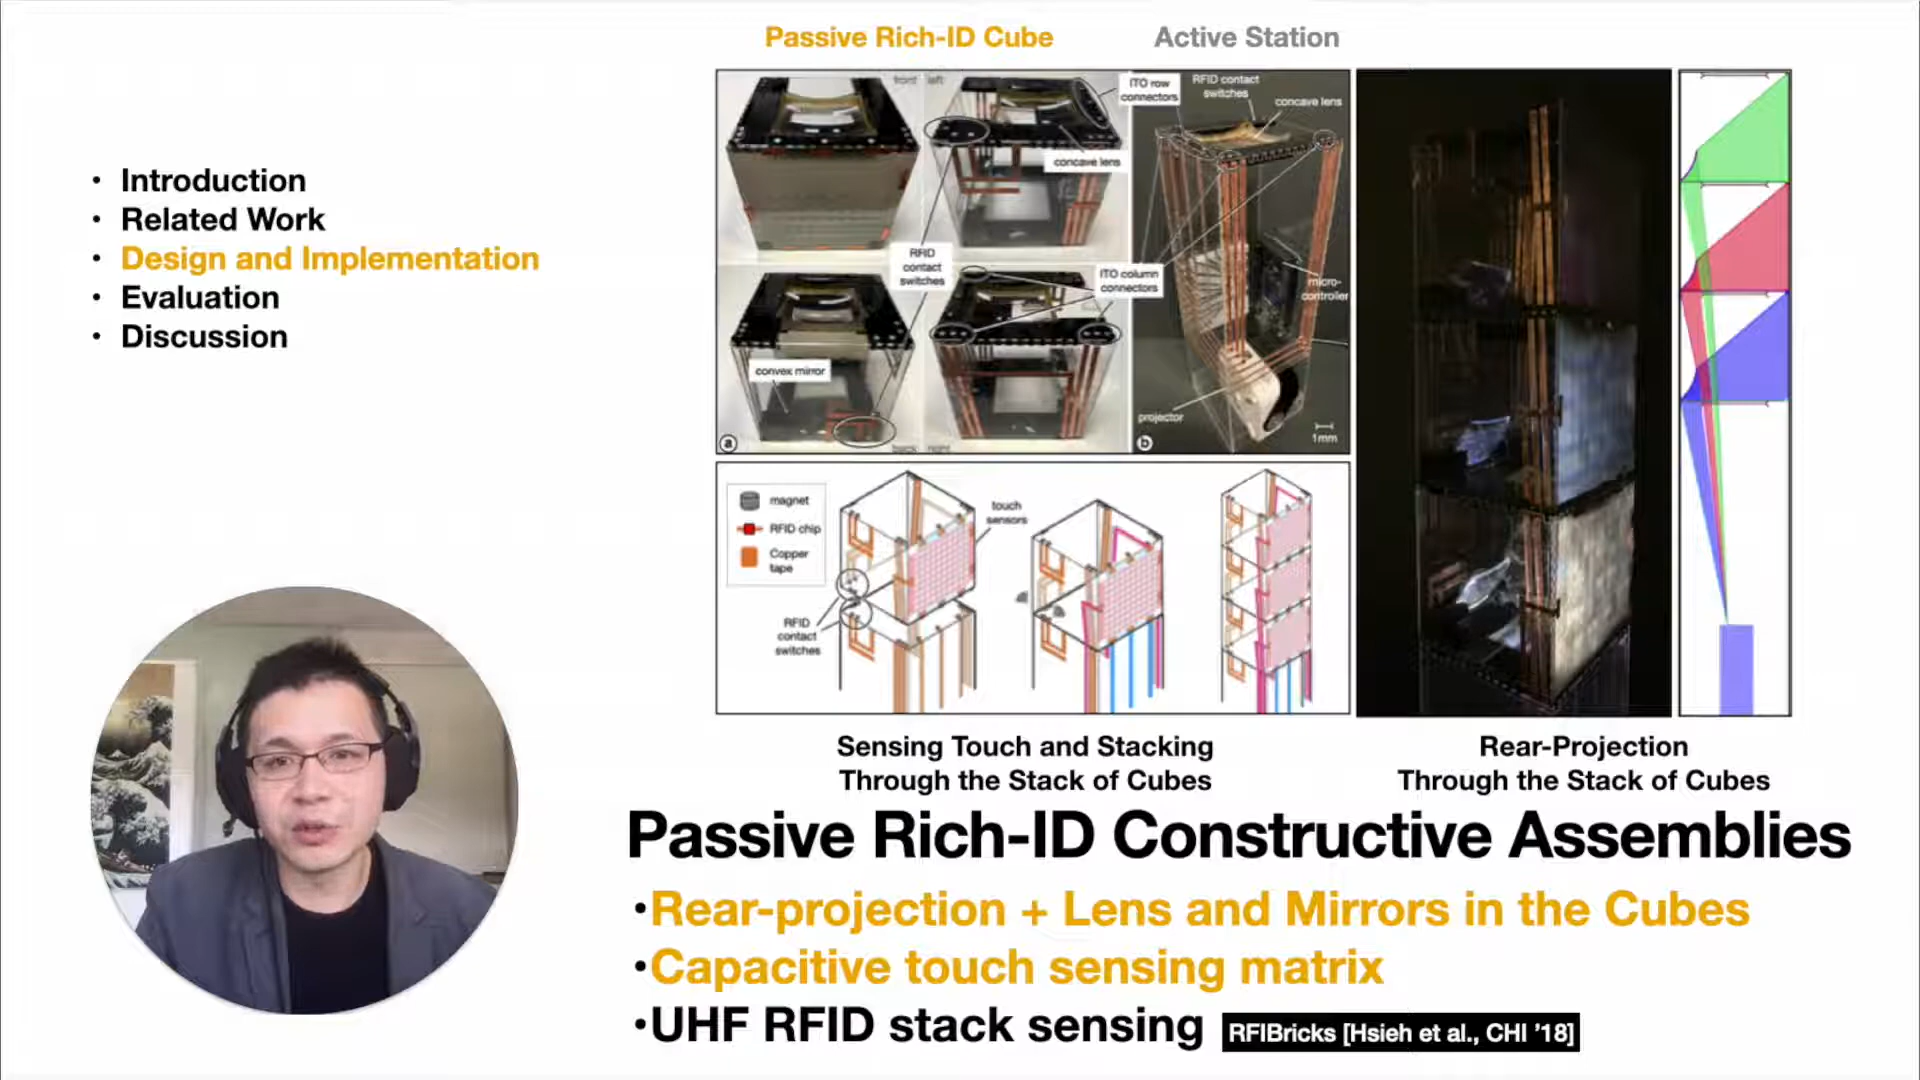 Passive Rich-ID Cube
Active Station
• Introduction
• Related Work
• Design and Implementation
• Evaluation
• Discussion
front
left
ITO row
connectors
RFID contact
switches
concave lens
concave lens
RFID
contact
switches
ITO column
connectors
micro-
controller
convex mirror
projector
1mm
a
back
right
b
magnet
RFID chip
Copper
tape
touch
sensors
RFID
contact
switches
Sensing Touch and Stacking
Through the Stack of Cubes
Rear-Projection
Through the Stack of Cubes
Passive Rich-ID Constructive Assemblies
•Rear-projection + Lens and Mirrors in the Cubes
•Capacitive touch sensing matrix
•UHF RFID stack sensing RFIBricks [Hsieh et al., CHI ’18]